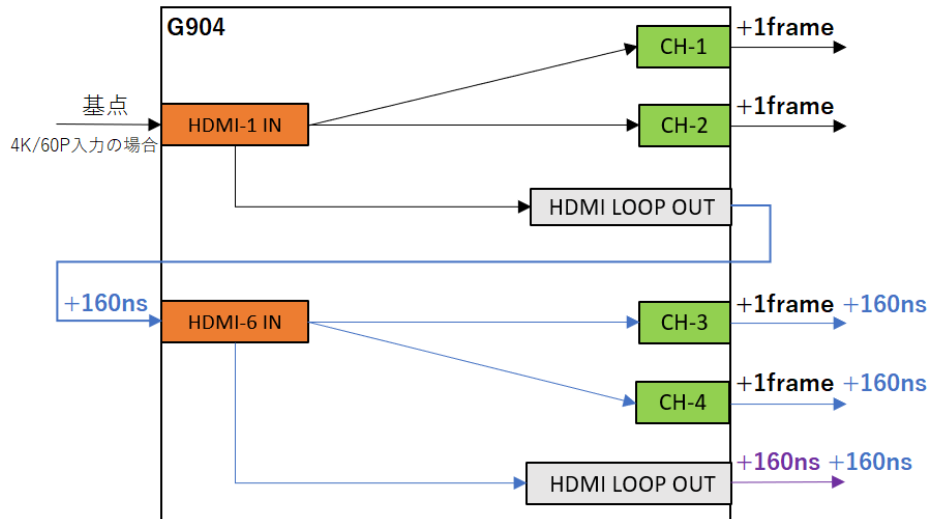 G904
CH-1
+1frame
基点
HDMI-1 IN
CH-2
+1frame
4K/60P入力の場合
HDMI LOOP OUT
+160ns
HDMI-6 IN
CH-3
+1frame +160ns
CH-4
+1frame +160ns
HDMI LOOP OUT
+160ns +160ns